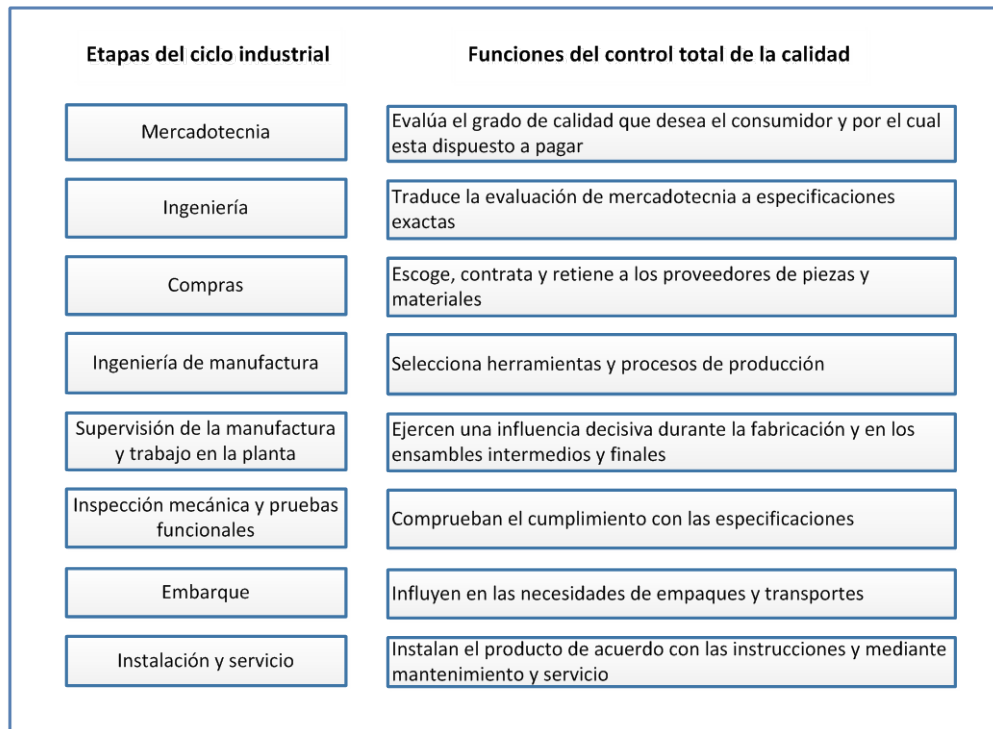 Etapas del ciclo industrial
Funciones del control total de la calidad
Mercadotecnia
Evalúa el grado de calidad que desea el consumidor y por el cual
esta dispuesto a pagar
Ingeniería
Traduce la evaluación de mercadotecnia a especificaciones
exactas
Compras
Escoge, contrata y retiene a los proveedores de piezas y
materiales
Ingeniería de manufactura
Selecciona herramientas y procesos de producción
Supervisión de la manufactura
y trabajo en la planta
Ejercen una influencia decisiva durante la fabricación y en los
ensambles intermedios y finales
Inspección mecánica y pruebas
funcionales
Comprueban el cumplimiento con las especificaciones
Embarque
Influyen en las necesidades de empaques y transportes
Instalación y servicio
Instalan el producto de acuerdo con las instrucciones y mediante
mantenimiento y servicio